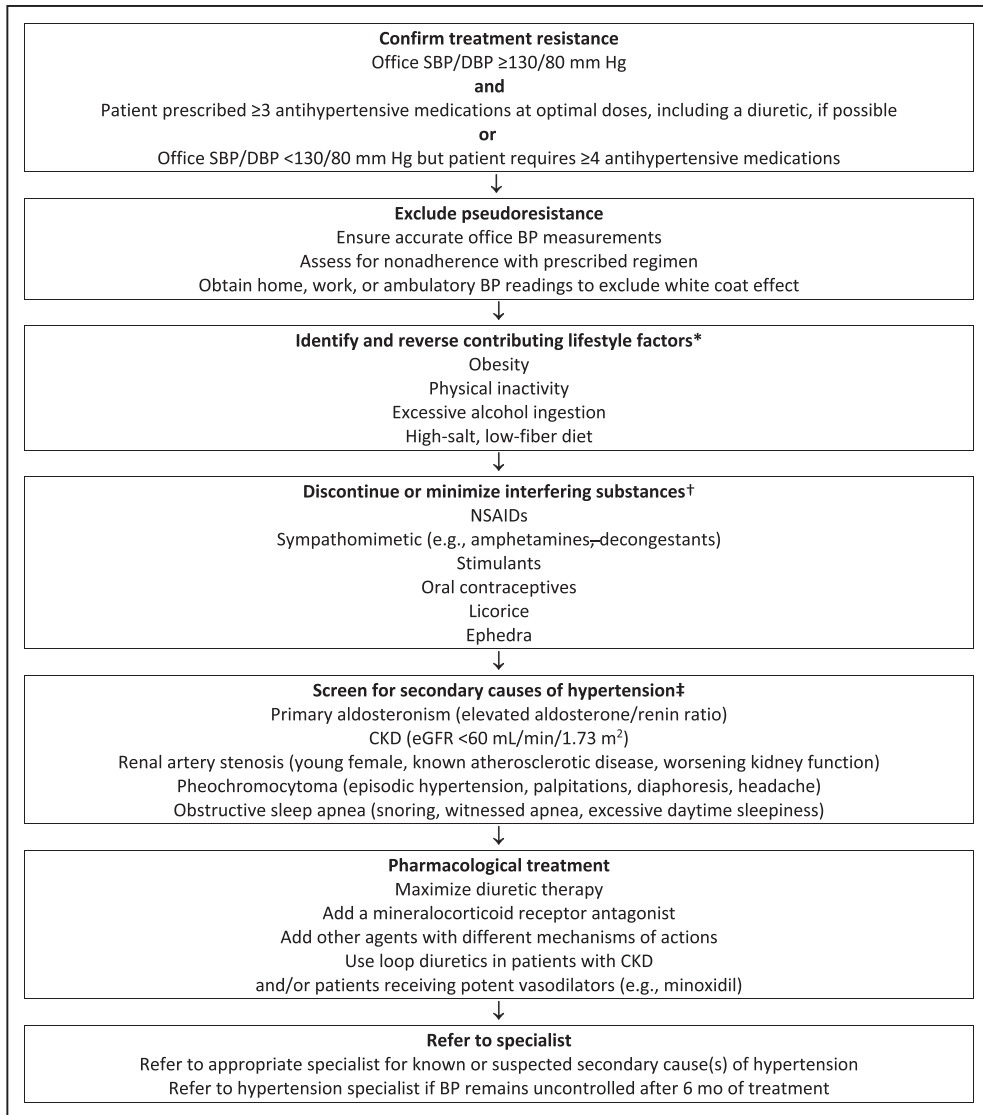 Confirm treatment resistance
Office SBP/DBP ≥130/80 mm Hg
and
Patient prescribed ≥3 antihypertensive medications at optimal doses, including a diuretic, if possible
or
Office SBP/DBP <130/80 mm Hg but patient requires ≥4 antihypertensive medications
↓
Exclude pseudoresistance
Ensure accurate office BP measurements
Assess for nonadherence with prescribed regimen
Obtain home, work, or ambulatory BP readings to exclude white coat effect
↓
Identify and reverse contributing lifestyle factors*
Obesity
Physical inactivity
Excessive alcohol ingestion
High-salt, low-fiber diet
↓
Discontinue or minimize interfering substances†
NSAIDs
Sympathomimetic (e.g., amphetamines, decongestants)
Stimulants
Oral contraceptives
Licorice
Ephedra
↓
Screen for secondary causes of hypertension‡
Primary aldosteronism (elevated aldosterone/renin ratio)
CKD (eGFR <60 mL/min/1.73 m²)
Renal artery stenosis (young female, known atherosclerotic disease, worsening kidney function)
Pheochromocytoma (episodic hypertension, palpitations, diaphoresis, headache)
Obstructive sleep apnea (snoring, witnessed apnea, excessive daytime sleepiness)
↓
Pharmacological treatment
Maximize diuretic therapy
Add a mineralocorticoid receptor antagonist
Add other agents with different mechanisms of actions
Use loop diuretics in patients with CKD
and/or patients receiving potent vasodilators (e.g., minoxidil)
↓
Refer to specialist
Refer to appropriate specialist for known or suspected secondary cause(s) of hypertension
Refer to hypertension specialist if BP remains uncontrolled after 6 mo of treatment